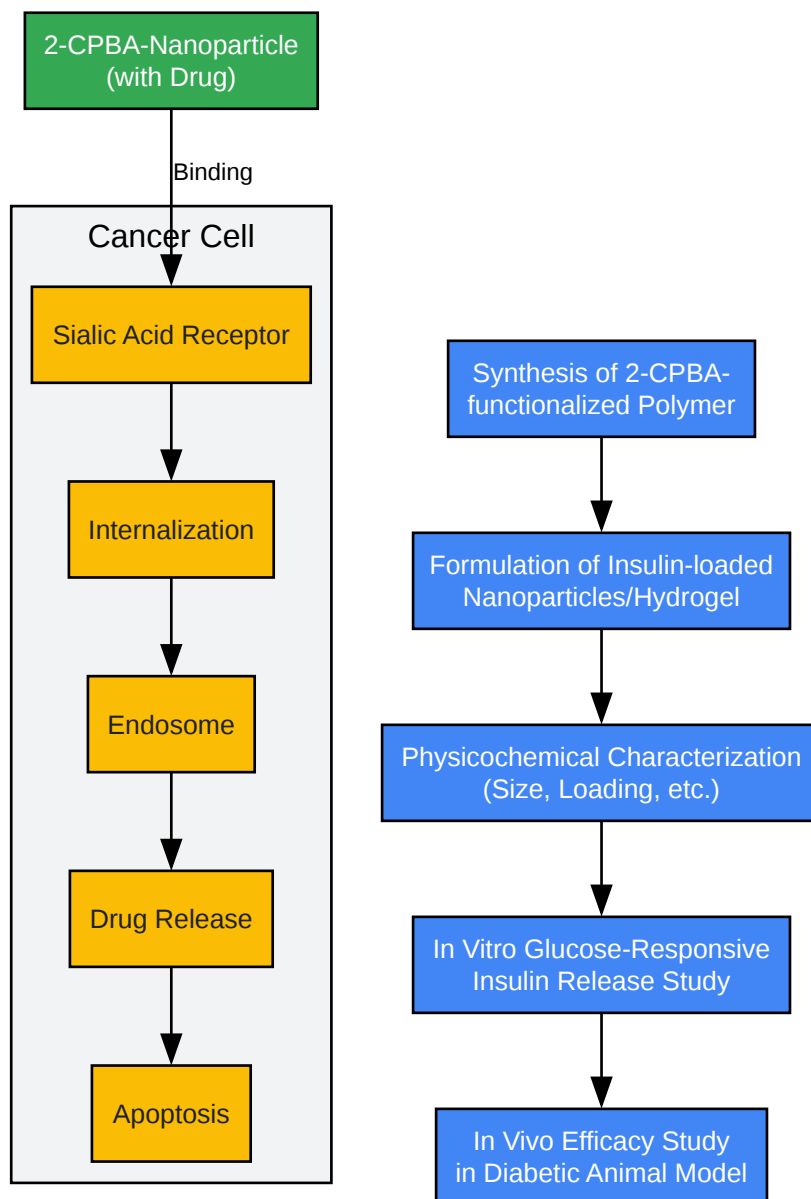 2-CPBA-Nanoparticle
(with Drug)
Binding
Cancer Cell
Sialic Acid Receptor
Internalization
Endosome
Drug Release
Apoptosis
Synthesis of 2-CPBA-
functionalized Polymer
Formulation of Insulin-loaded
Nanoparticles/Hydrogel
Physicochemical Characterization
(Size, Loading, etc.)
In Vitro Glucose-Responsive
Insulin Release Study
In Vivo Efficacy Study
in Diabetic Animal Model